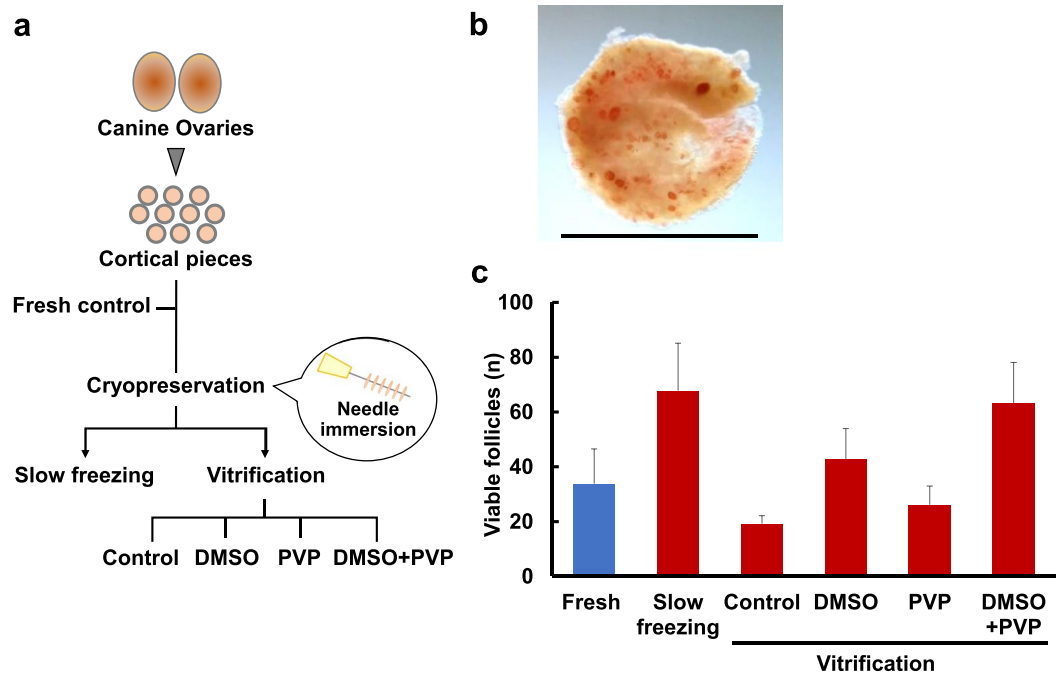 a
Canine Ovaries
Cortical pieces
Fresh control
Cryopreservation
Needle
immersion
Slow freezing
Vitrification
Control
DMSO
PVP
DMSO+PVP
b
c
Viable follicles (n)
100
80
60
40
20
0
Fresh
Slow
freezing
Control
DMSO
PVP
DMSO
+PVP
Vitrification